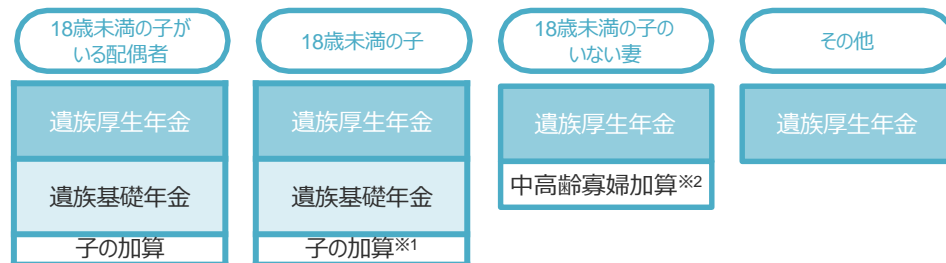 18歳未満の子が
いる配偶者
遺族厚生年金
遺族基礎年金
子の加算
18歳未満の子
遺族厚生年金
遺族基礎年金
子の加算※1
18歳未満の子の
いない妻
遺族厚生年金
中高齢寡婦加算※2
その他
遺族厚生年金